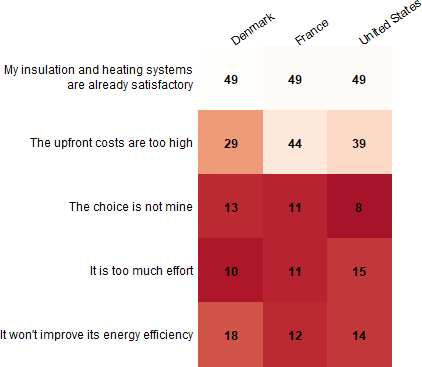 Denmark France United States
My insulation and heating systems
are already satisfactory 49 49 49
The upfront costs are too high 29 44 39
The choice is not mine 13 11 8
It is too much effort 10 11 15
It won't improve its energy efficiency 18 12 14